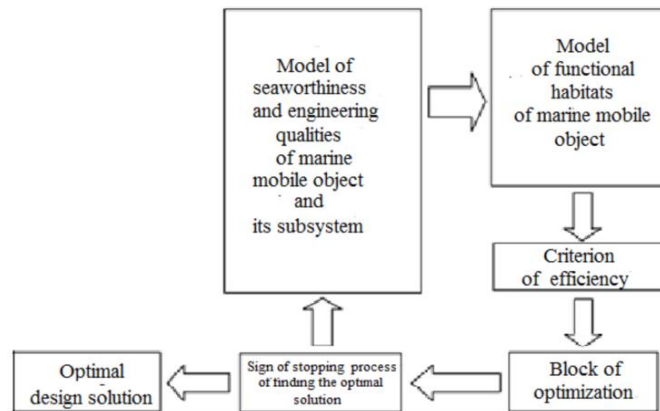 Model of
seaworthiness
and engineering
qualities
of marine
mobile object
and
its subsystem
Model
of functional
habitats
of marine mobile
object
Criterion
of efficiency
Block of
optimization
Sign of stopping process
of finding the optimal
solution
Optimal
design solution